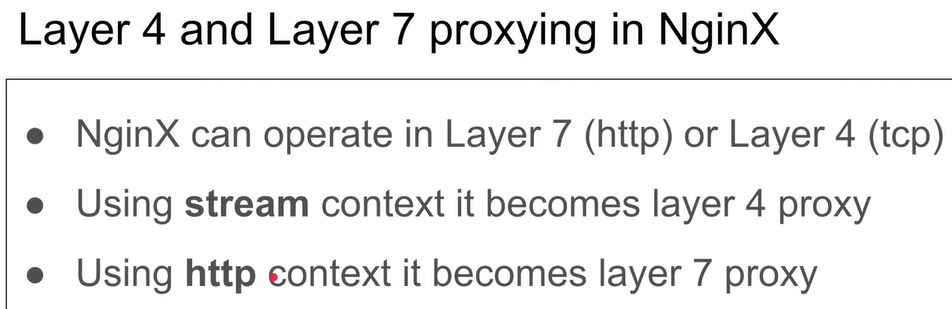 Layer 4 and Layer 7 proxying in NginX
● NginX can operate in Layer 7 (http) or Layer 4 (tcp)
● Using stream context it becomes layer 4 proxy
● Using http context it becomes layer 7 proxy